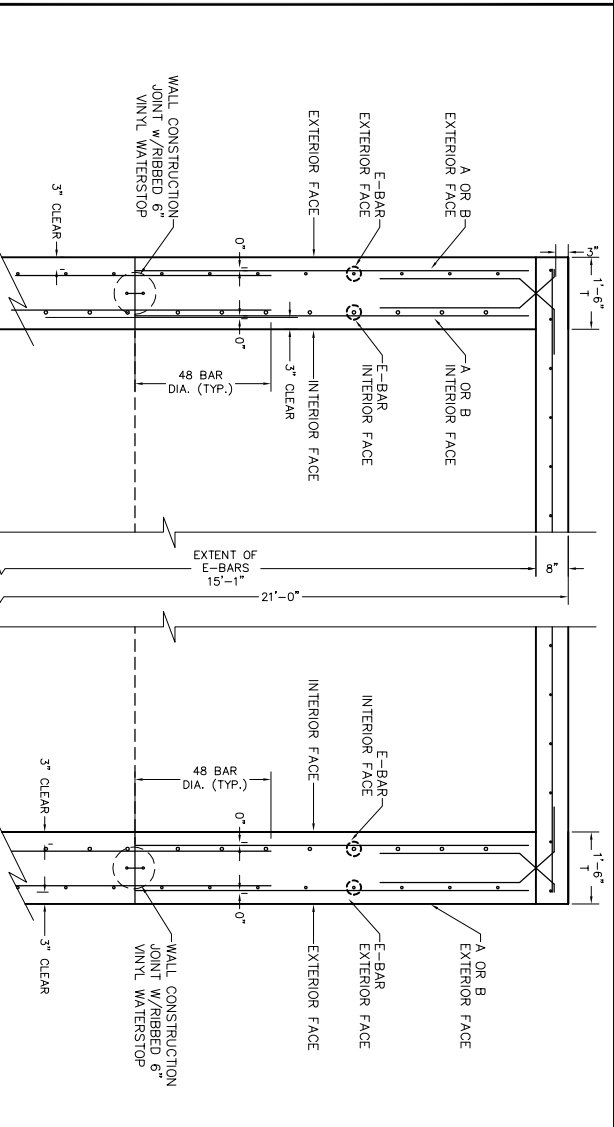 3"
1'-6"
T
A OR B
EXTERIOR FACE
E-BAR
EXTERIOR FACE
EXTERIOR FACE
WALL CONSTRUCTION
JOINT w/RIBBED 6"
VINYL WATERSTOP
3" CLEAR
0"
0"
48 BAR
DIA. (TYP.)
3" CLEAR
INTERIOR FACE
E-BAR
INTERIOR FACE
A OR B
INTERIOR FACE
EXTENT OF
E-BARS
15'-1"
8"
21'-0"
1'-6"
T
INTERIOR FACE
E-BAR
INTERIOR FACE
48 BAR
DIA. (TYP.)
3" CLEAR
0"
0"
A OR B
EXTERIOR FACE
E-BAR
EXTERIOR FACE
EXTERIOR FACE
WALL CONSTRUCTION
JOINT W/RIBBED 6"
VINYL WATERSTOP
3" CLEAR